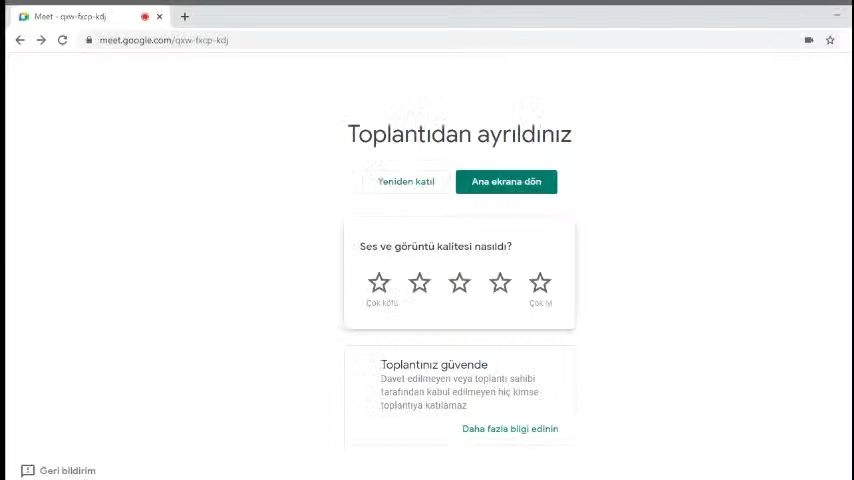 Meet - qxw-fxcp-kdj
meet.google.com/qxw-fxcp-kdj
Toplantıdan ayrıldınız
Yeniden katıl
Ana ekrana dön
Ses ve görüntü kalitesi nasıldı?
Çok kötü
Çok iyi
Toplantınız güvende
Davet edilmeyen veya toplantı sahibi
tarafından kabul edilmeyen hiç kimse
toplantıya katılamaz
Daha fazla bilgi edinin
Geri bildirim